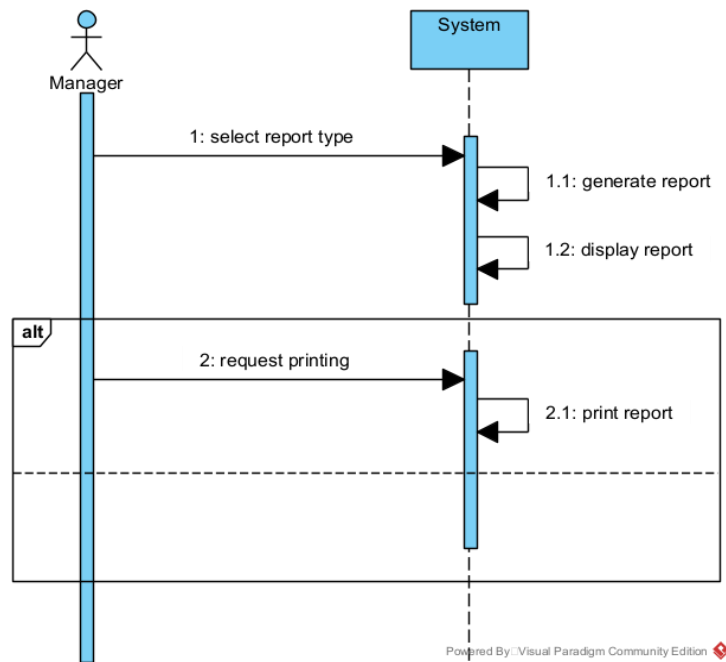 System
Manager
1: select report type
1.1: generate report
1.2: display report
alt
2: request printing
2.1: print report
Powered By Visual Paradigm Community Edition